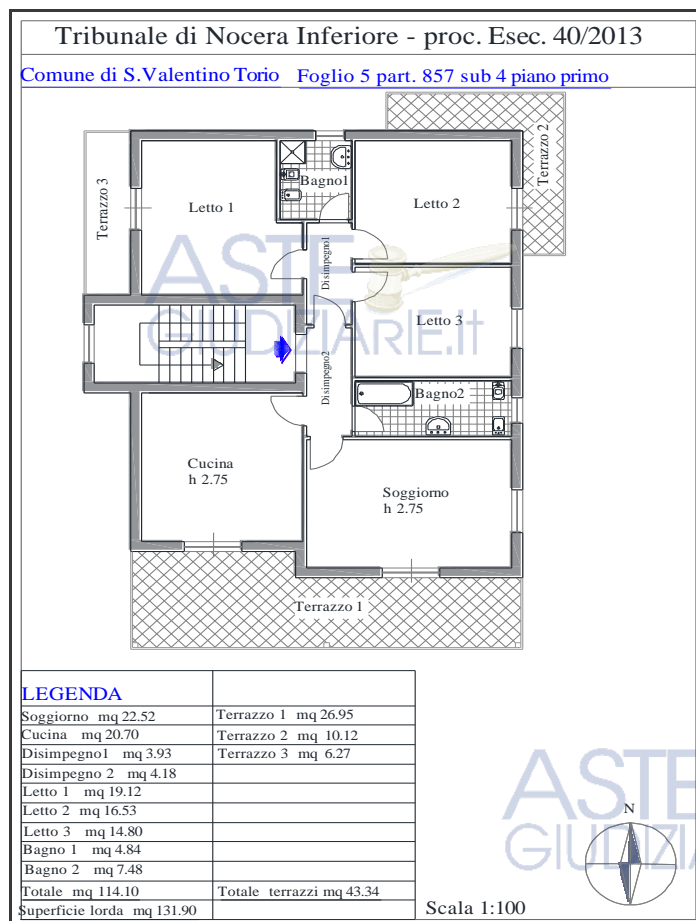 Tribunale di Nocera Inferiore - proc. Esec. 40/2013
Comune di S.Valentino Torio Foglio 5 part. 857 sub 4 piano primo
Terrazzo 2
Terrazzo 3
Bagno1
Letto 1
Letto 2
Disimpegno1
ASTE
GIUDIZIARIE.it
Letto 3
Disimpegno2
Bagno2
Cucina
h 2.75
Soggiorno
h 2.75
Terrazzo 1
LEGENDA
Soggiorno mq 22.52 Terrazzo 1 mq 26.95
Cucina mq 20.70 Terrazzo 2 mq 10.12
Disimpegno1 mq 3.93 Terrazzo 3 mq 6.27
Disimpegno 2 mq 4.18
Letto 1 mq 19.12
Letto 2 mq 16.53
Letto 3 mq 14.80
Bagno 1 mq 4.84
Bagno 2 mq 7.48
Totale mq 114.10 Totale terrazzi mq 43.34
Superficie lorda mq 131.90
Scala 1:100
N
ASTE
GIUDIZ